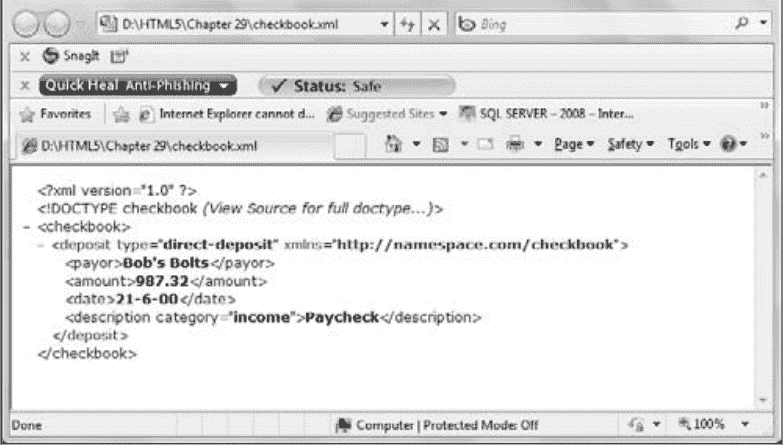 D:\HTML5\Chapter 29\checkbook.xml
Bing
x SnagIt
x Quick Heal Anti-Phishing Status: Safe
Favorites Internet Explorer cannot d... Suggested Sites SQL SERVER – 2008 – Inter...
D:\HTML5\Chapter 29\checkbook.xml Page Safety Tools
<?xml version="1.0" ?>
<!DOCTYPE checkbook (View Source for full doctype...)>
- <checkbook>
- <deposit type="direct-deposit" xmlns="http://namespace.com/checkbook">
<payor>Bob's Bolts</payor>
<amount>987.32</amount>
<date>21-6-00</date>
<description category="income">Paycheck</description>
</deposit>
</checkbook>
Done Computer | Protected Mode: Off 100%